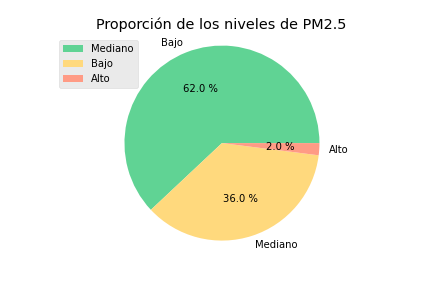 Proporción de los niveles de PM2.5
Mediano
Bajo
Alto
Bajo
62.0 %
2.0 %
Alto
36.0 %
Mediano